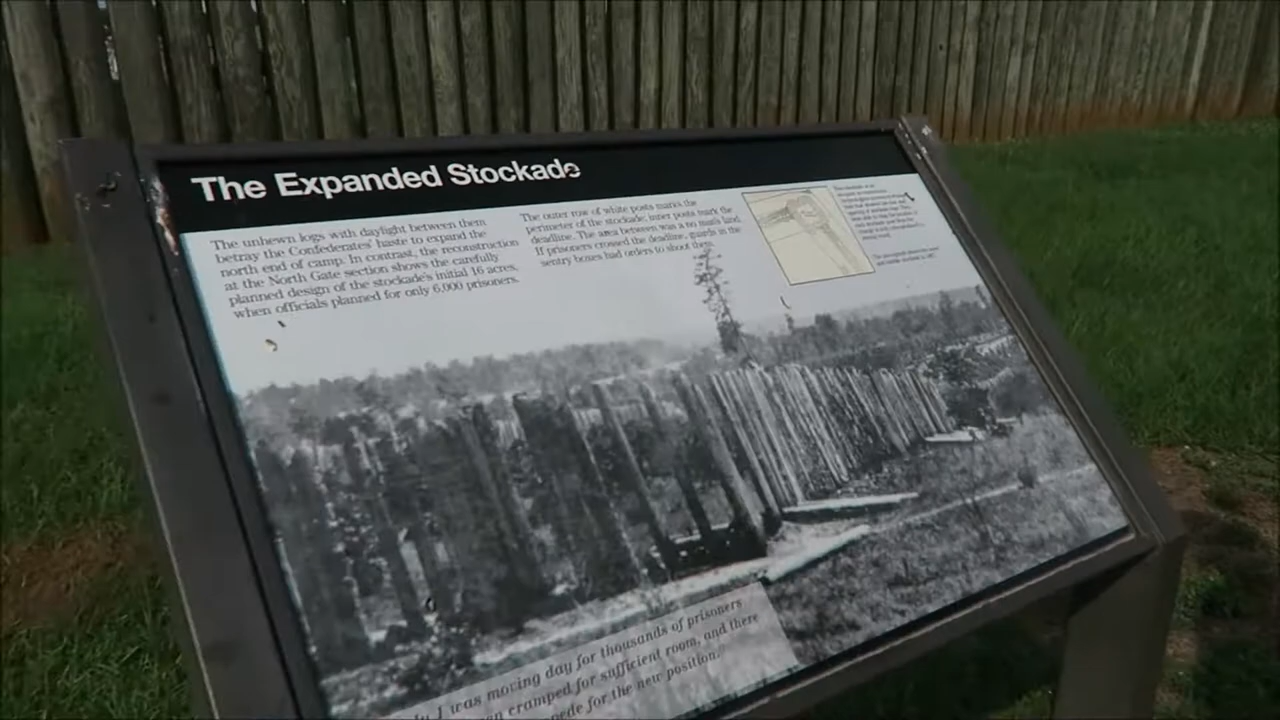 The Expanded Stockade
The unhewn logs with daylight between them
betray the Confederates' haste to expand the
north end of camp. In contrast, the reconstruction
at the North Gate section shows the carefully
planned design of the stockade's initial 16 acres,
when officials planned for only 6,000 prisoners.
The outer row of white posts marks the
perimeter of the stockade; inner posts mark the
deadline. The area between was a no man's land.
If prisoners crossed the deadline, guards in the
sentry boxes had orders to shoot them.
I was moving day for thousands of prisoners
cramped for sufficient room, and there
for the new position."